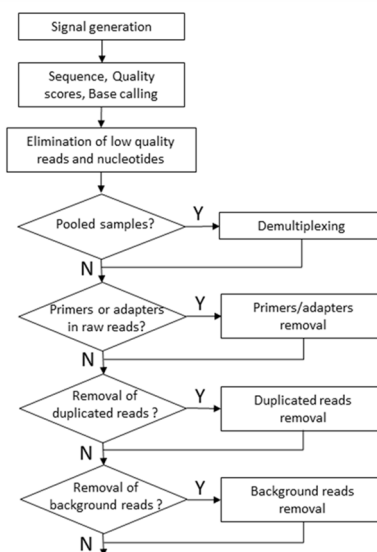 Signal generation
Sequence, Quality
scores, Base calling
Elimination of low quality
reads and nucleotides
Pooled samples?
Y
Demultiplexing
N
Primers or adapters
in raw reads?
Y
Primers/adapters
removal
N
Removal of
duplicated reads ?
Y
Duplicated reads
removal
N
Removal of
background reads ?
Y
Background reads
removal
N